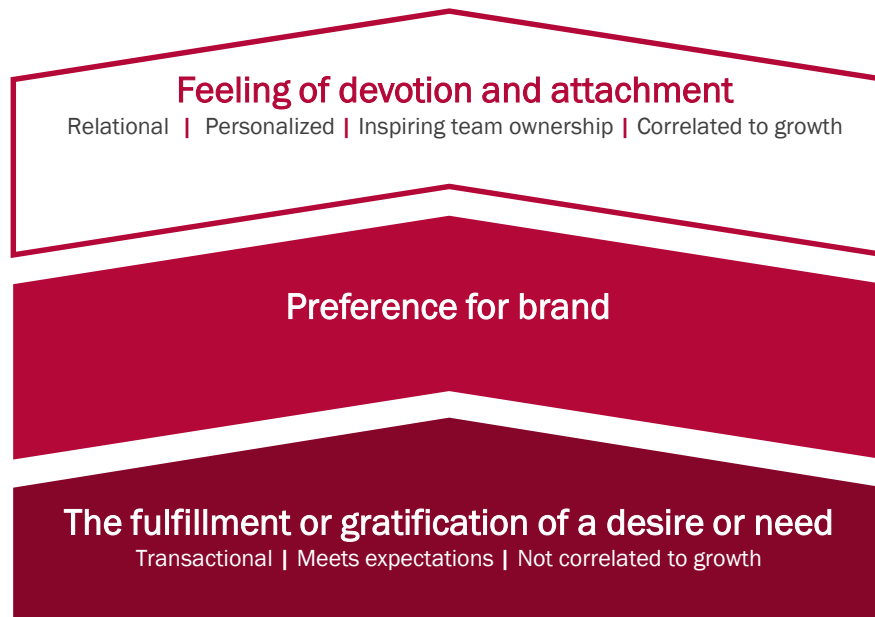 Feeling of devotion and attachment
Relational | Personalized | Inspiring team ownership | Correlated to growth
Preference for brand
The fulfillment or gratification of a desire or need
Transactional | Meets expectations | Not correlated to growth